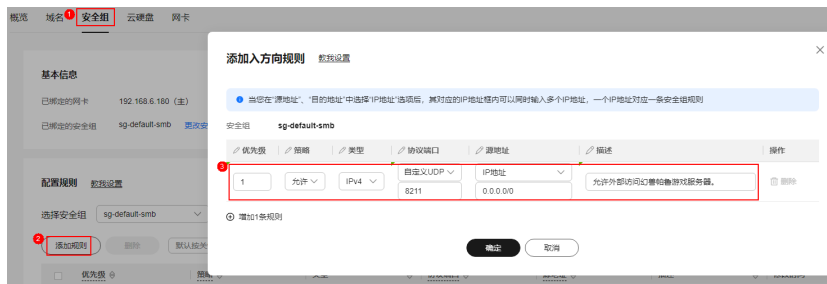 概览 域名 1 安全组 云硬盘 网卡
添加入方向规则 教我设置
基本信息
当您在"源地址"、"目的地址"中选择"IP地址"选项后，其对应的IP地址框内可以同时输入多个IP地址，一个IP地址对应一条安全组规则
已绑定的网卡 192.168.6.180 （主）
已绑定的安全组 sg-default-smb 更改安
安全组 sg-default-smb
优先级 策略 类型 协议端口 源地址 描述 操作
3
1 允许 IPv4 自定义UDP IP地址 允许外部访问幻兽帕鲁游戏服务器。 删除
8211 0.0.0.0/0
配置规则 教我设置
选择安全组 sg-default-smb
增加1条规则
2
添加规则 删除
确定 取消
优先级